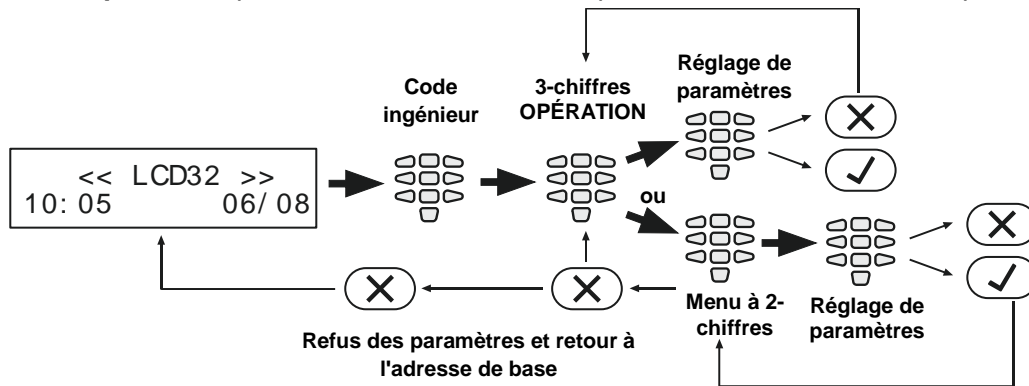 Code
ingénieur
3-chiffres
OPÉRATION
Réglage de
paramètres
<< LCD32 >>
10: 05 06/ 08
ou
Menu à 2-
chiffres
Réglage de
paramètres
Refus des paramètres et retour à
l'adresse de base